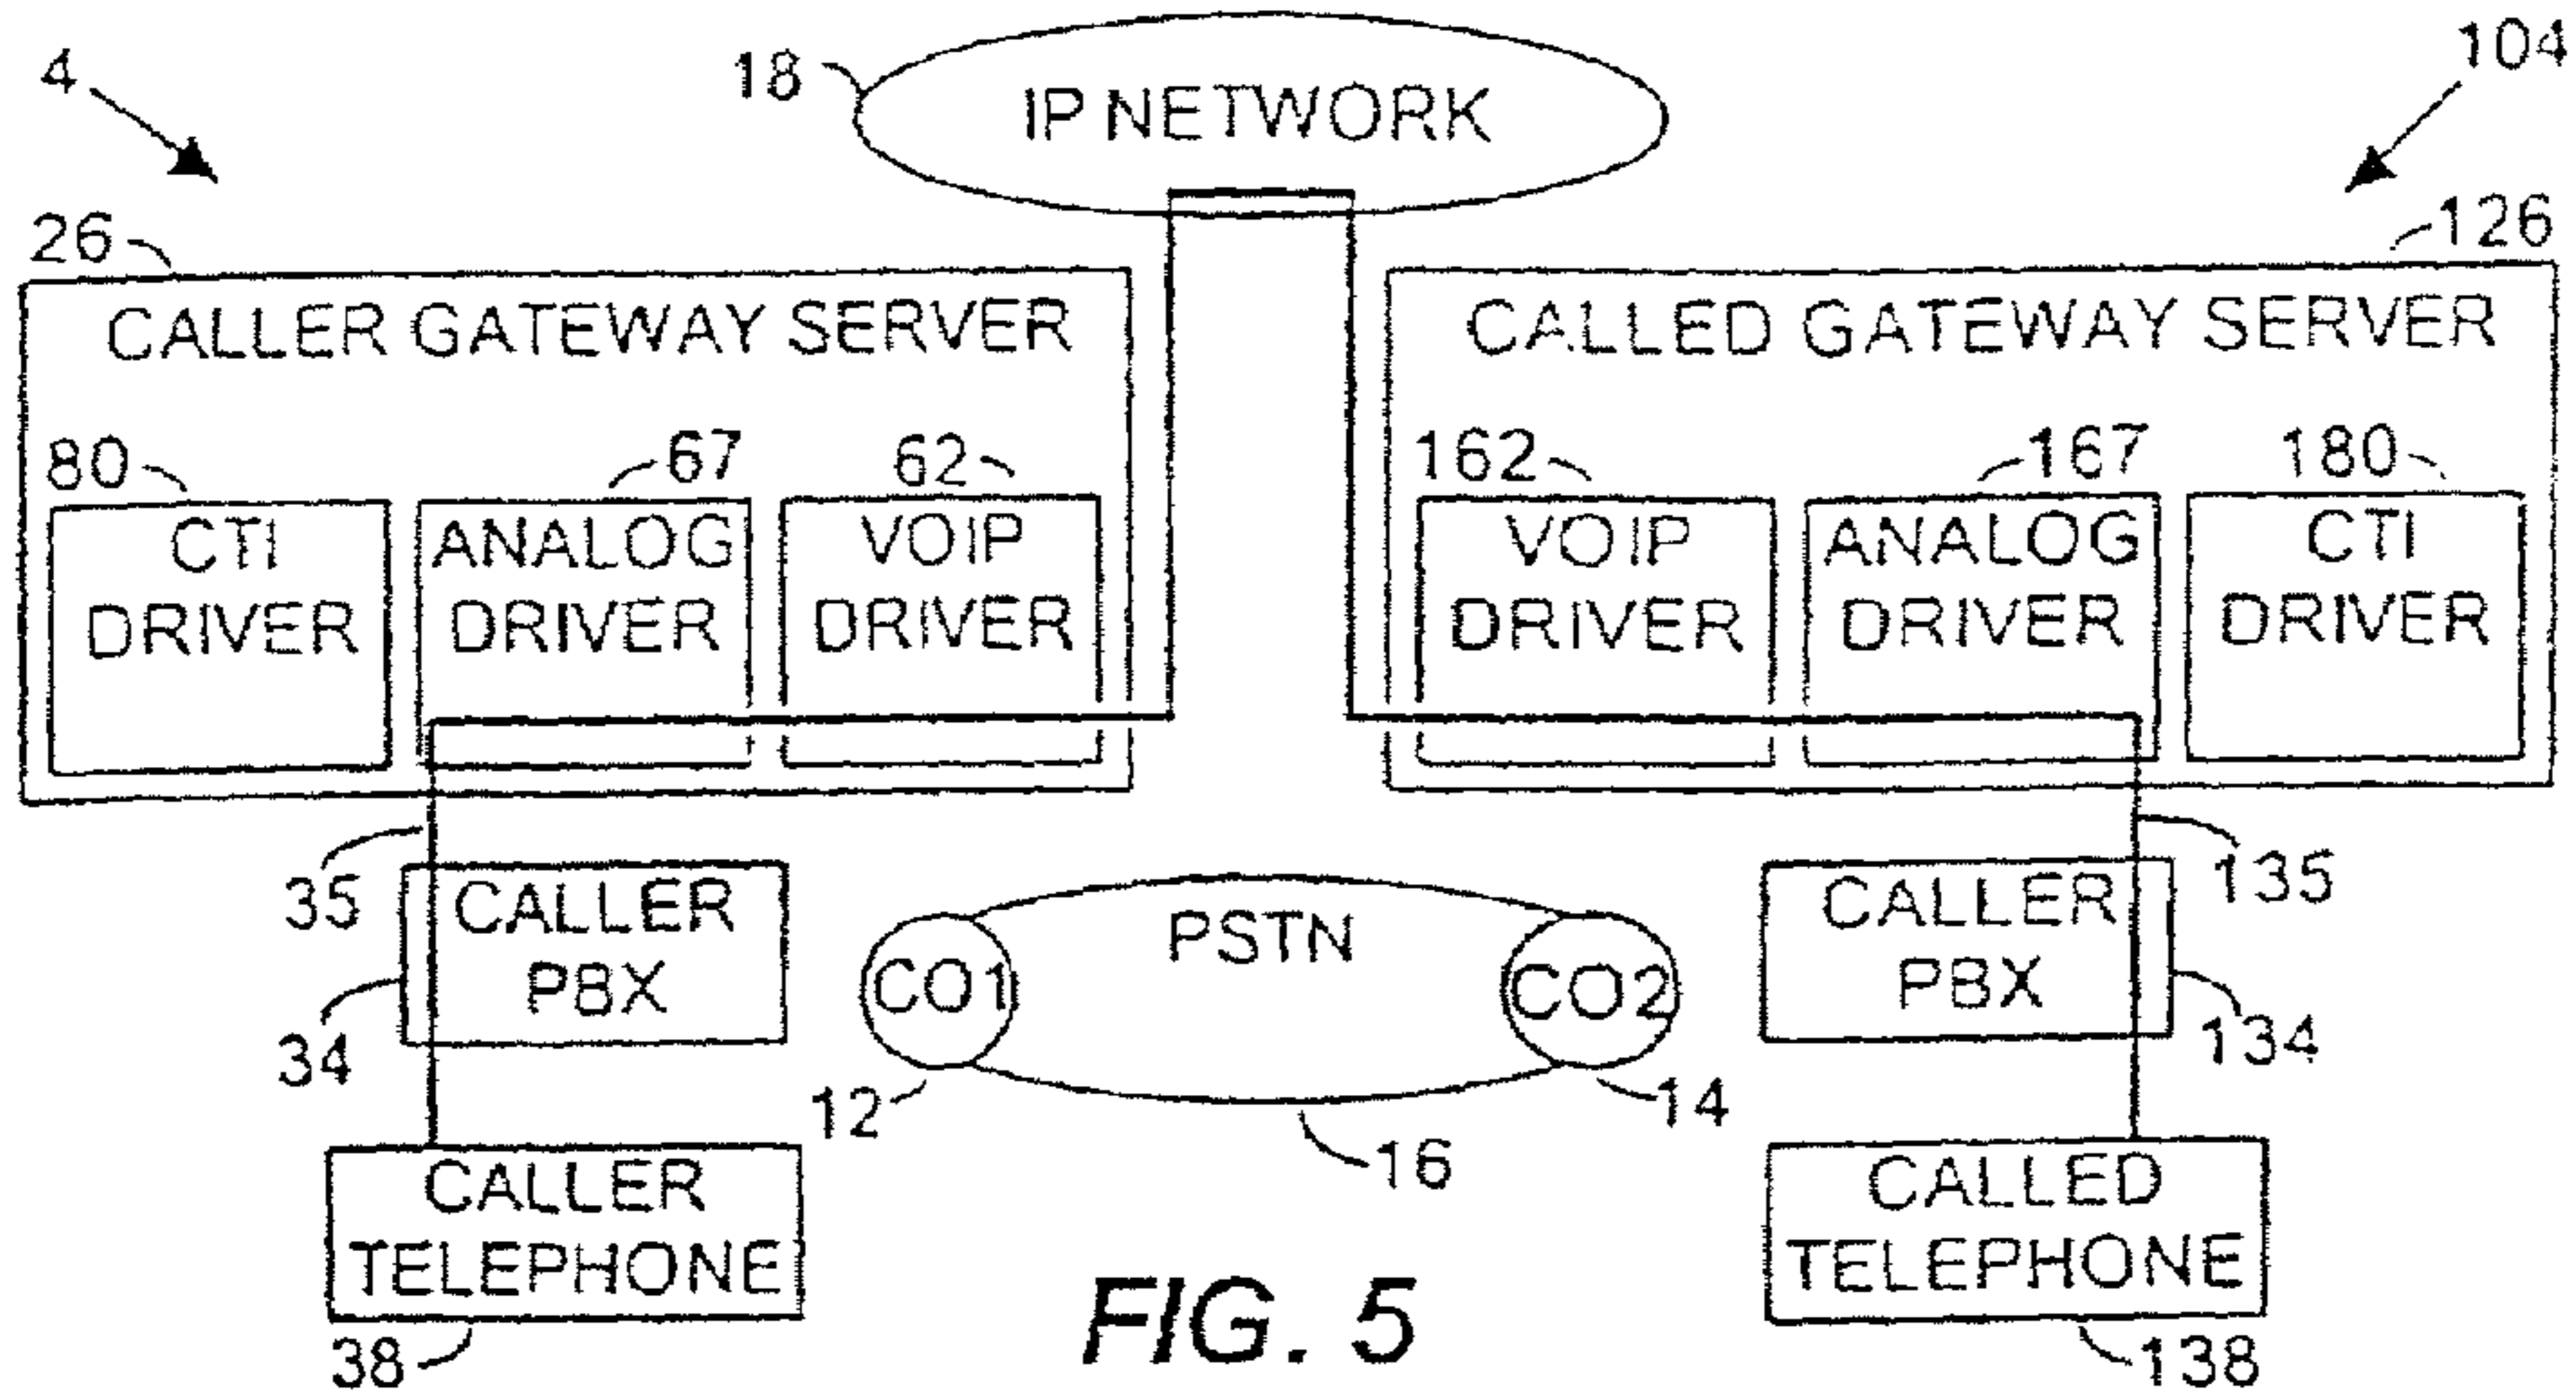 4
18
IP NETWORK
104
26
126
CALLER GATEWAY SERVER
CALLED GATEWAY SERVER
80
67
62
162
167
180
CTI
DRIVER
ANALOG
DRIVER
VOIP
DRIVER
VOIP
DRIVER
ANALOG
DRIVER
CTI
DRIVER
35
135
CALLER
PBX
34
PSTN
CO1
CO2
12
14
16
CALLER
PBX
134
CALLER
TELEPHONE
38
CALLED
TELEPHONE
138
FIG. 5